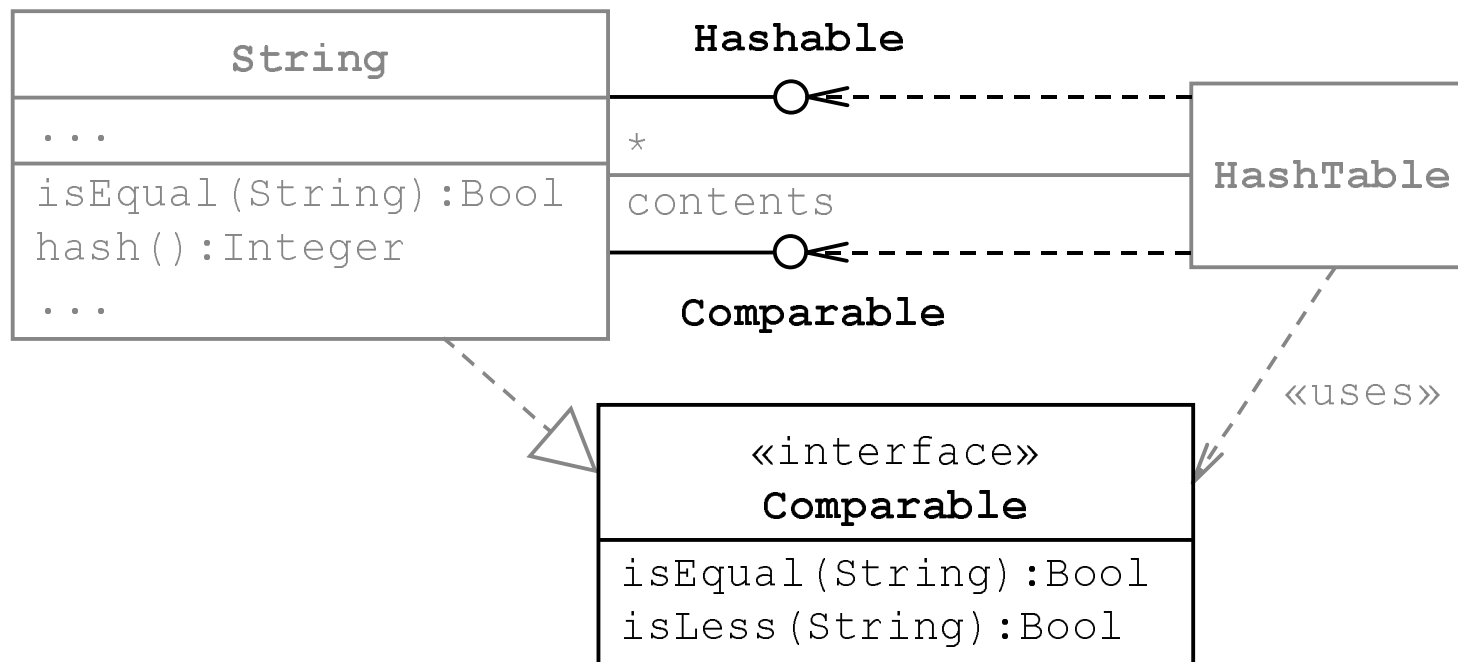 String
...
isEqual(String):Bool
hash():Integer
...
Hashable
*
contents
Comparable
HashTable
«uses»
«interface»
Comparable
isEqual(String):Bool
isLess(String):Bool